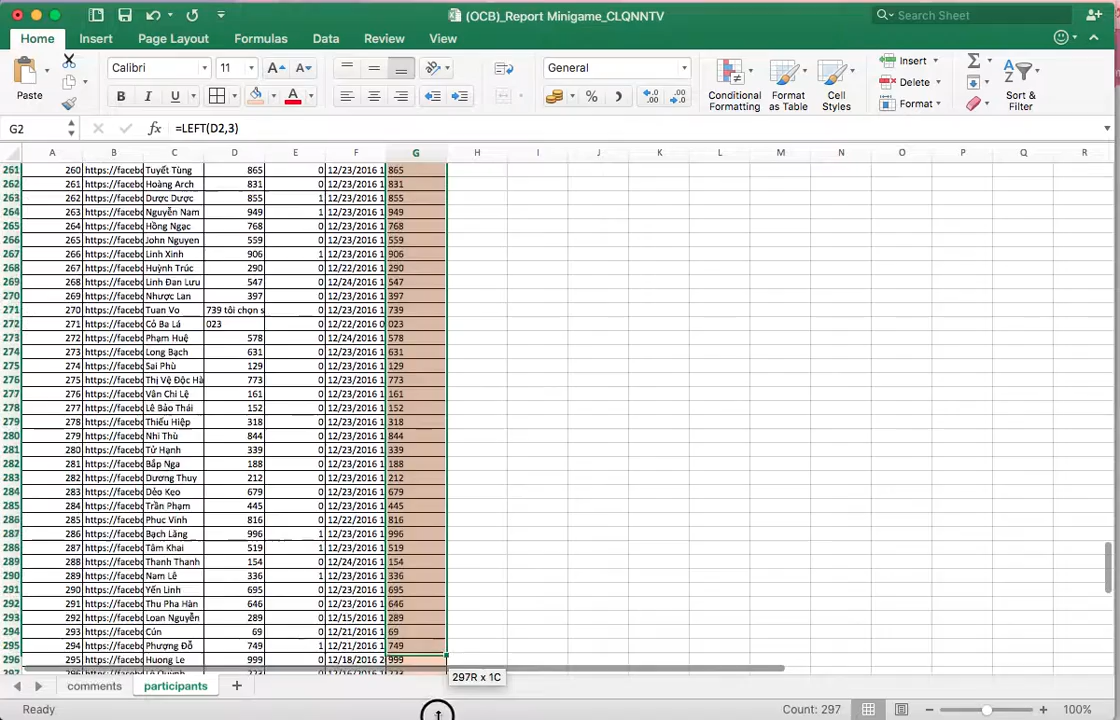 (OCB)_Report Minigame_CLQNNTV
Search Sheet
Home Insert Page Layout Formulas Data Review View
Paste
Calibri 11 A A
General
Conditional Formatting
Format as Table
Cell Styles
Insert
Delete
Format
Sort & Filter
B I U A % .0 .00 .00 .0
G2 fx =LEFT(D2,3)
A B C D E F G H I J K L M N O P Q R
261 260 https://facebo Tuyết Tùng 865 0 12/23/2016 1 865
262 261 https://facebo Hoàng Arch 831 0 12/23/2016 1 831
263 262 https://facebo Dược Dược 855 1 12/23/2016 1 855
264 263 https://facebo Nguyễn Nam 949 1 12/23/2016 1 949
265 264 https://facebo Hồng Ngạc 768 0 12/23/2016 1 768
266 265 https://facebo John Nguyen 559 0 12/23/2016 1 559
267 266 https://facebo Linh Xinh 906 1 12/23/2016 1 906
268 267 https://facebo Huỳnh Trúc 290 0 12/22/2016 1 290
269 268 https://facebo Linh Đan Lưu 547 0 12/24/2016 1 547
270 269 https://facebo Nhược Lan 397 0 12/23/2016 1 397
271 270 https://facebo Tuan Vo 739 tôi chọn s 0 12/23/2016 1 739
272 271 https://facebo Cỏ Ba Lá 023 0 12/22/2016 0 023
273 272 https://facebo Phạm Huệ 578 0 12/24/2016 1 578
274 273 https://facebo Long Bạch 631 0 12/23/2016 1 631
275 274 https://facebo Sai Phù 129 0 12/23/2016 1 129
276 275 https://facebo Thị Vệ Độc Hà 773 0 12/23/2016 1 773
277 276 https://facebo Vân Chi Lê 161 0 12/23/2016 1 161
278 277 https://facebo Lê Bảo Thái 152 0 12/23/2016 1 152
279 278 https://facebo Thiếu Hiệp 318 0 12/23/2016 1 318
280 279 https://facebo Nhi Thù 844 0 12/23/2016 1 844
281 280 https://facebo Tử Hạnh 339 0 12/23/2016 1 339
282 281 https://facebo Bắp Nga 188 0 12/23/2016 1 188
283 282 https://facebo Dương Thuy 212 0 12/23/2016 1 212
284 283 https://facebo Dẻo Kẹo 679 0 12/23/2016 1 679
285 284 https://facebo Trần Phạm 445 0 12/23/2016 1 445
286 285 https://facebo Phuc Vinh 816 0 12/22/2016 1 816
287 286 https://facebo Bạch Lãng 996 1 12/23/2016 1 996
288 287 https://facebo Tâm Khai 519 1 12/23/2016 1 519
289 288 https://facebo Thanh Thanh 154 0 12/24/2016 1 154
290 289 https://facebo Nam Lê 336 1 12/23/2016 1 336
291 290 https://facebo Yến Linh 695 0 12/23/2016 1 695
292 291 https://facebo Thu Pha Hàn 646 0 12/23/2016 1 646
293 292 https://facebo Loan Nguyễn 289 0 12/15/2016 1 289
294 293 https://facebo Cún 69 0 12/21/2016 1 69
295 294 https://facebo Phượng Đỗ 749 1 12/21/2016 1 749
296 295 https://facebo Huong Le 999 0 12/18/2016 2 999
297R x 1C
comments participants +
Ready Count: 297 100%